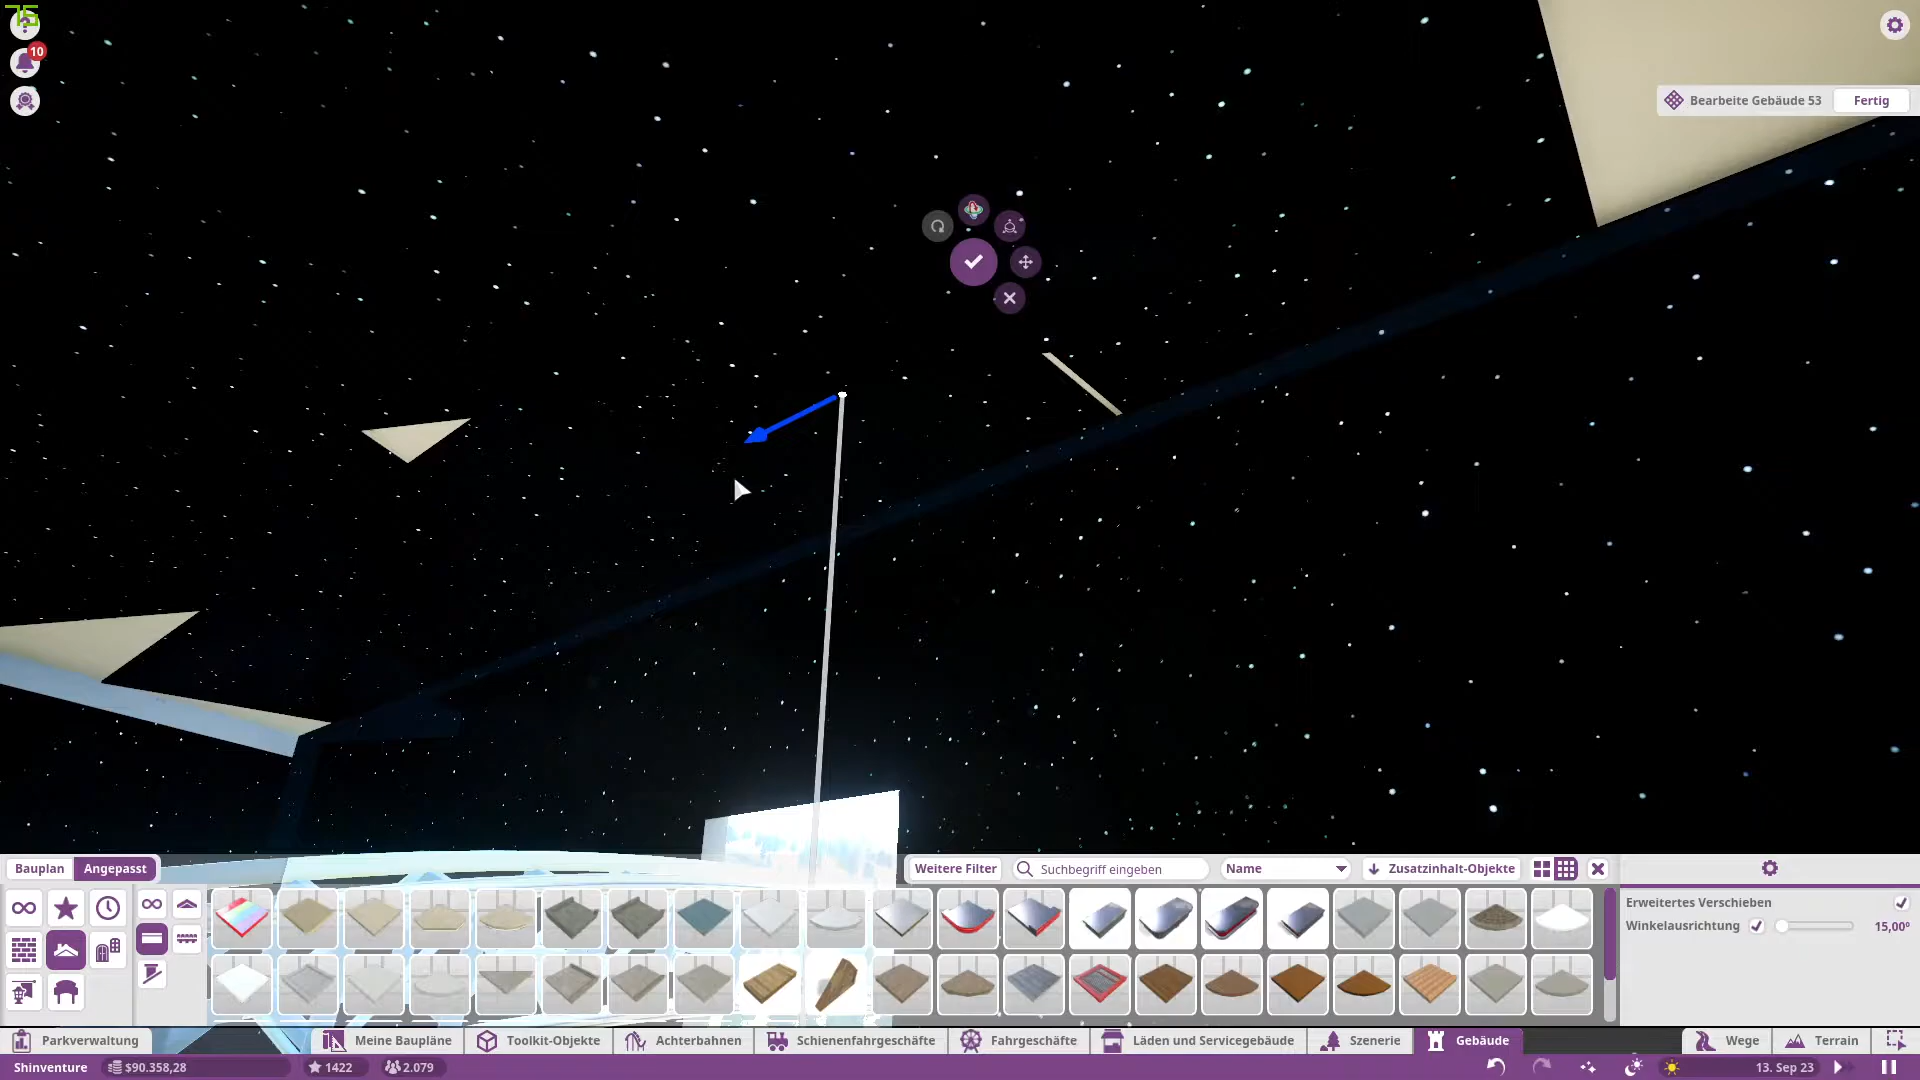 75
10
Bearbeite Gebäude 53
Fertig
Bauplan
Angepasst
Weitere Filter
Suchbegriff eingeben
Name
Zusatzinhalt-Objekte
Erweitertes Verschieben
Winkelausrichtung
15,00°
Parkverwaltung
Meine Baupläne
Toolkit-Objekte
Achterbahnen
Schienenfahrgeschäfte
Fahrgeschäfte
Läden und Servicegebäude
Szenerie
Gebäude
Wege
Terrain
Shinventure
$90.358,28
1422
2.079
13. Sep 23